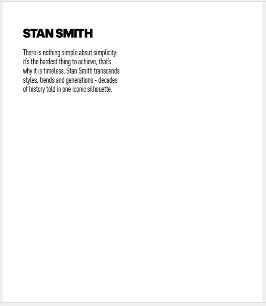 STAN SMITH
There is nothing simple about simplicity:
it's the hardest thing to achieve, that's
why it is timeless. Stan Smith transcends
styles, trends and generations - decades
of history told in one iconic silhouette.